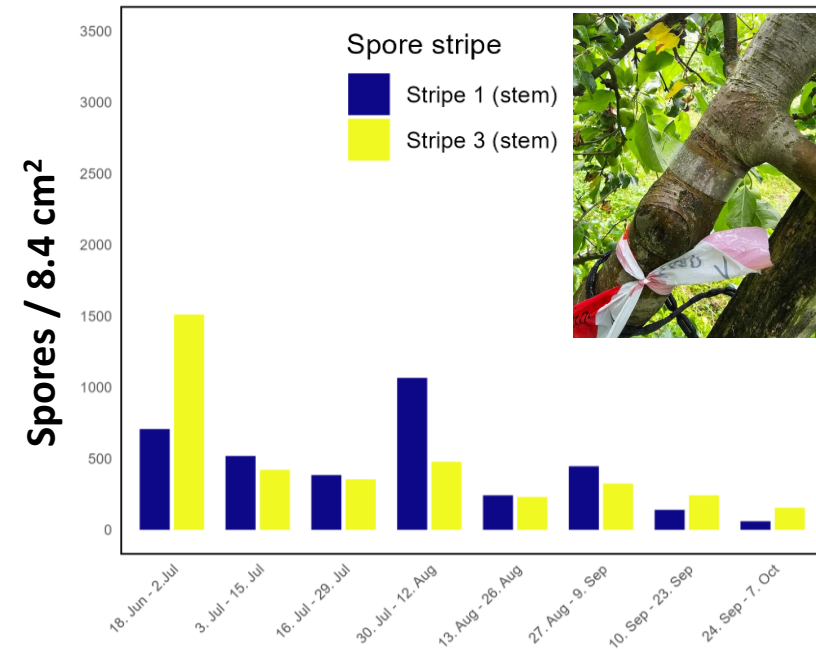 Spores / 8.4 cm²
3500
3000
2500
2000
1500
1000
500
0
Spore stripe
Stripe 1 (stem)
Stripe 3 (stem)
18. Jun - 2.Jul
3. Jul - 15. Jul
16. Jul - 29. Jul
30. Jul - 12. Aug
13. Aug - 26. Aug
27. Aug - 9. Sep
10. Sep - 23. Sep
24. Sep - 7. Oct